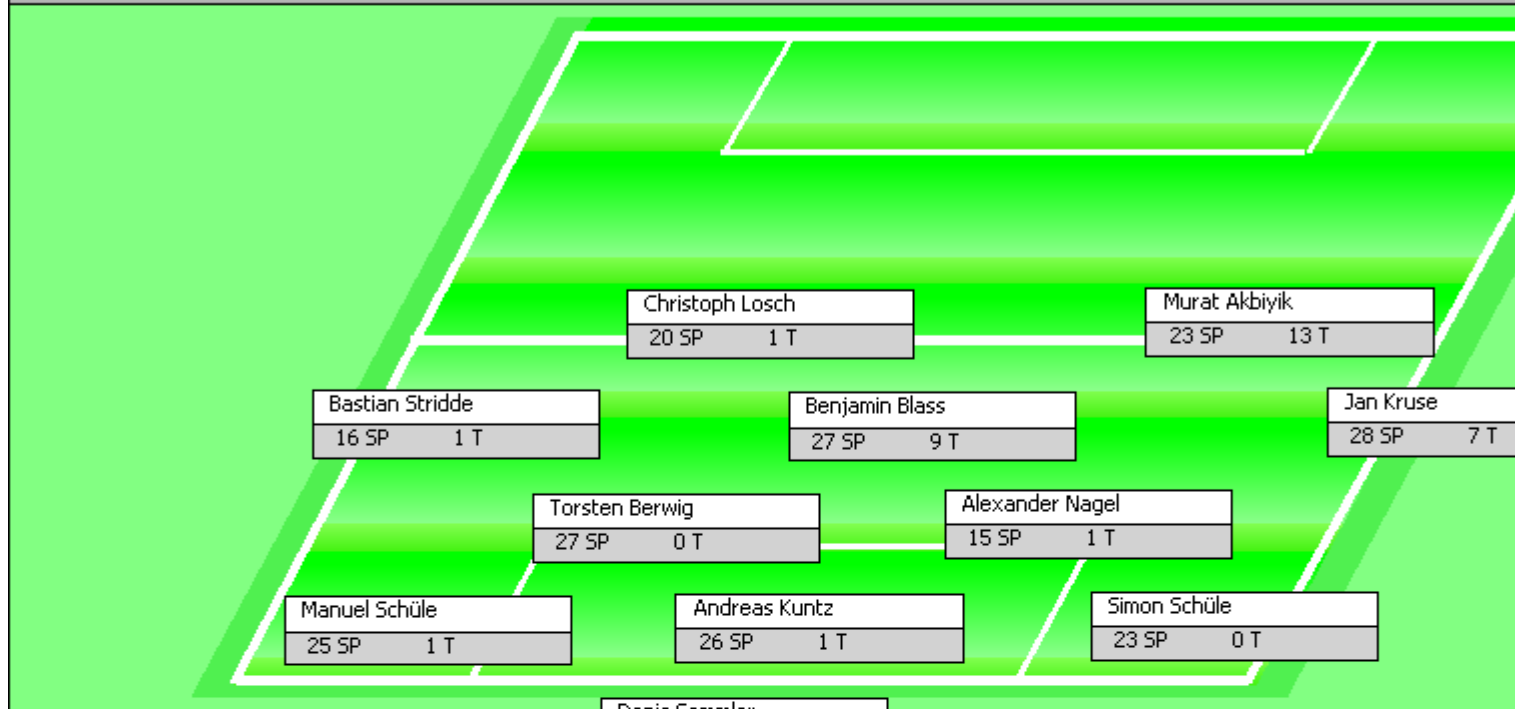 Christoph Losch
20 SP 1 T
Murat Akbiyik
23 SP 13 T
Bastian Stridde
16 SP 1 T
Benjamin Blass
27 SP 9 T
Jan Kruse
28 SP 7 T
Torsten Berwig
27 SP 0 T
Alexander Nagel
15 SP 1 T
Manuel Schüle
25 SP 1 T
Andreas Kuntz
26 SP 1 T
Simon Schüle
23 SP 0 T